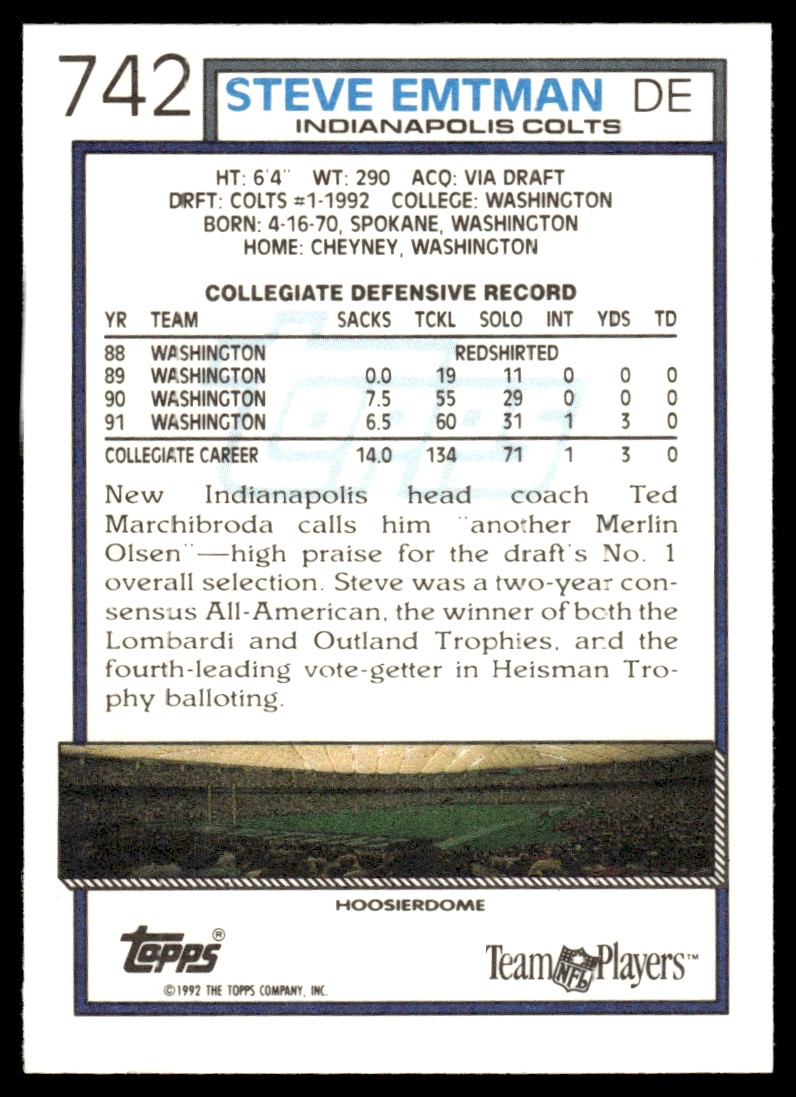 742
STEVE EMTMAN DE
INDIANAPOLIS COLTS
HT: 6'4" WT: 290 ACQ: VIA DRAFT
DRFT: COLTS #1-1992 COLLEGE: WASHINGTON
BORN: 4-16-70, SPOKANE, WASHINGTON
HOME: CHEYNEY, WASHINGTON
COLLEGIATE DEFENSIVE RECORD
YR TEAM SACKS TCKL SOLO INT YDS TD
88 WASHINGTON REDSHIRTED
89 WASHINGTON 0.0 19 11 0 0 0
90 WASHINGTON 7.5 55 29 0 0 0
91 WASHINGTON 6.5 60 31 1 3 0
COLLEGIATE CAREER 14.0 134 71 1 3 0
New Indianapolis head coach Ted
Marchibroda calls him "another Merlin
Olsen"—high praise for the draft's No. 1
overall selection. Steve was a two-year con-
sensus All-American, the winner of both the
Lombardi and Outland Trophies, and the
fourth-leading vote-getter in Heisman Tro-
phy balloting.
HOOSIERDOME
Topps®
©1992 THE TOPPS COMPANY, INC.
Team NFL Players™